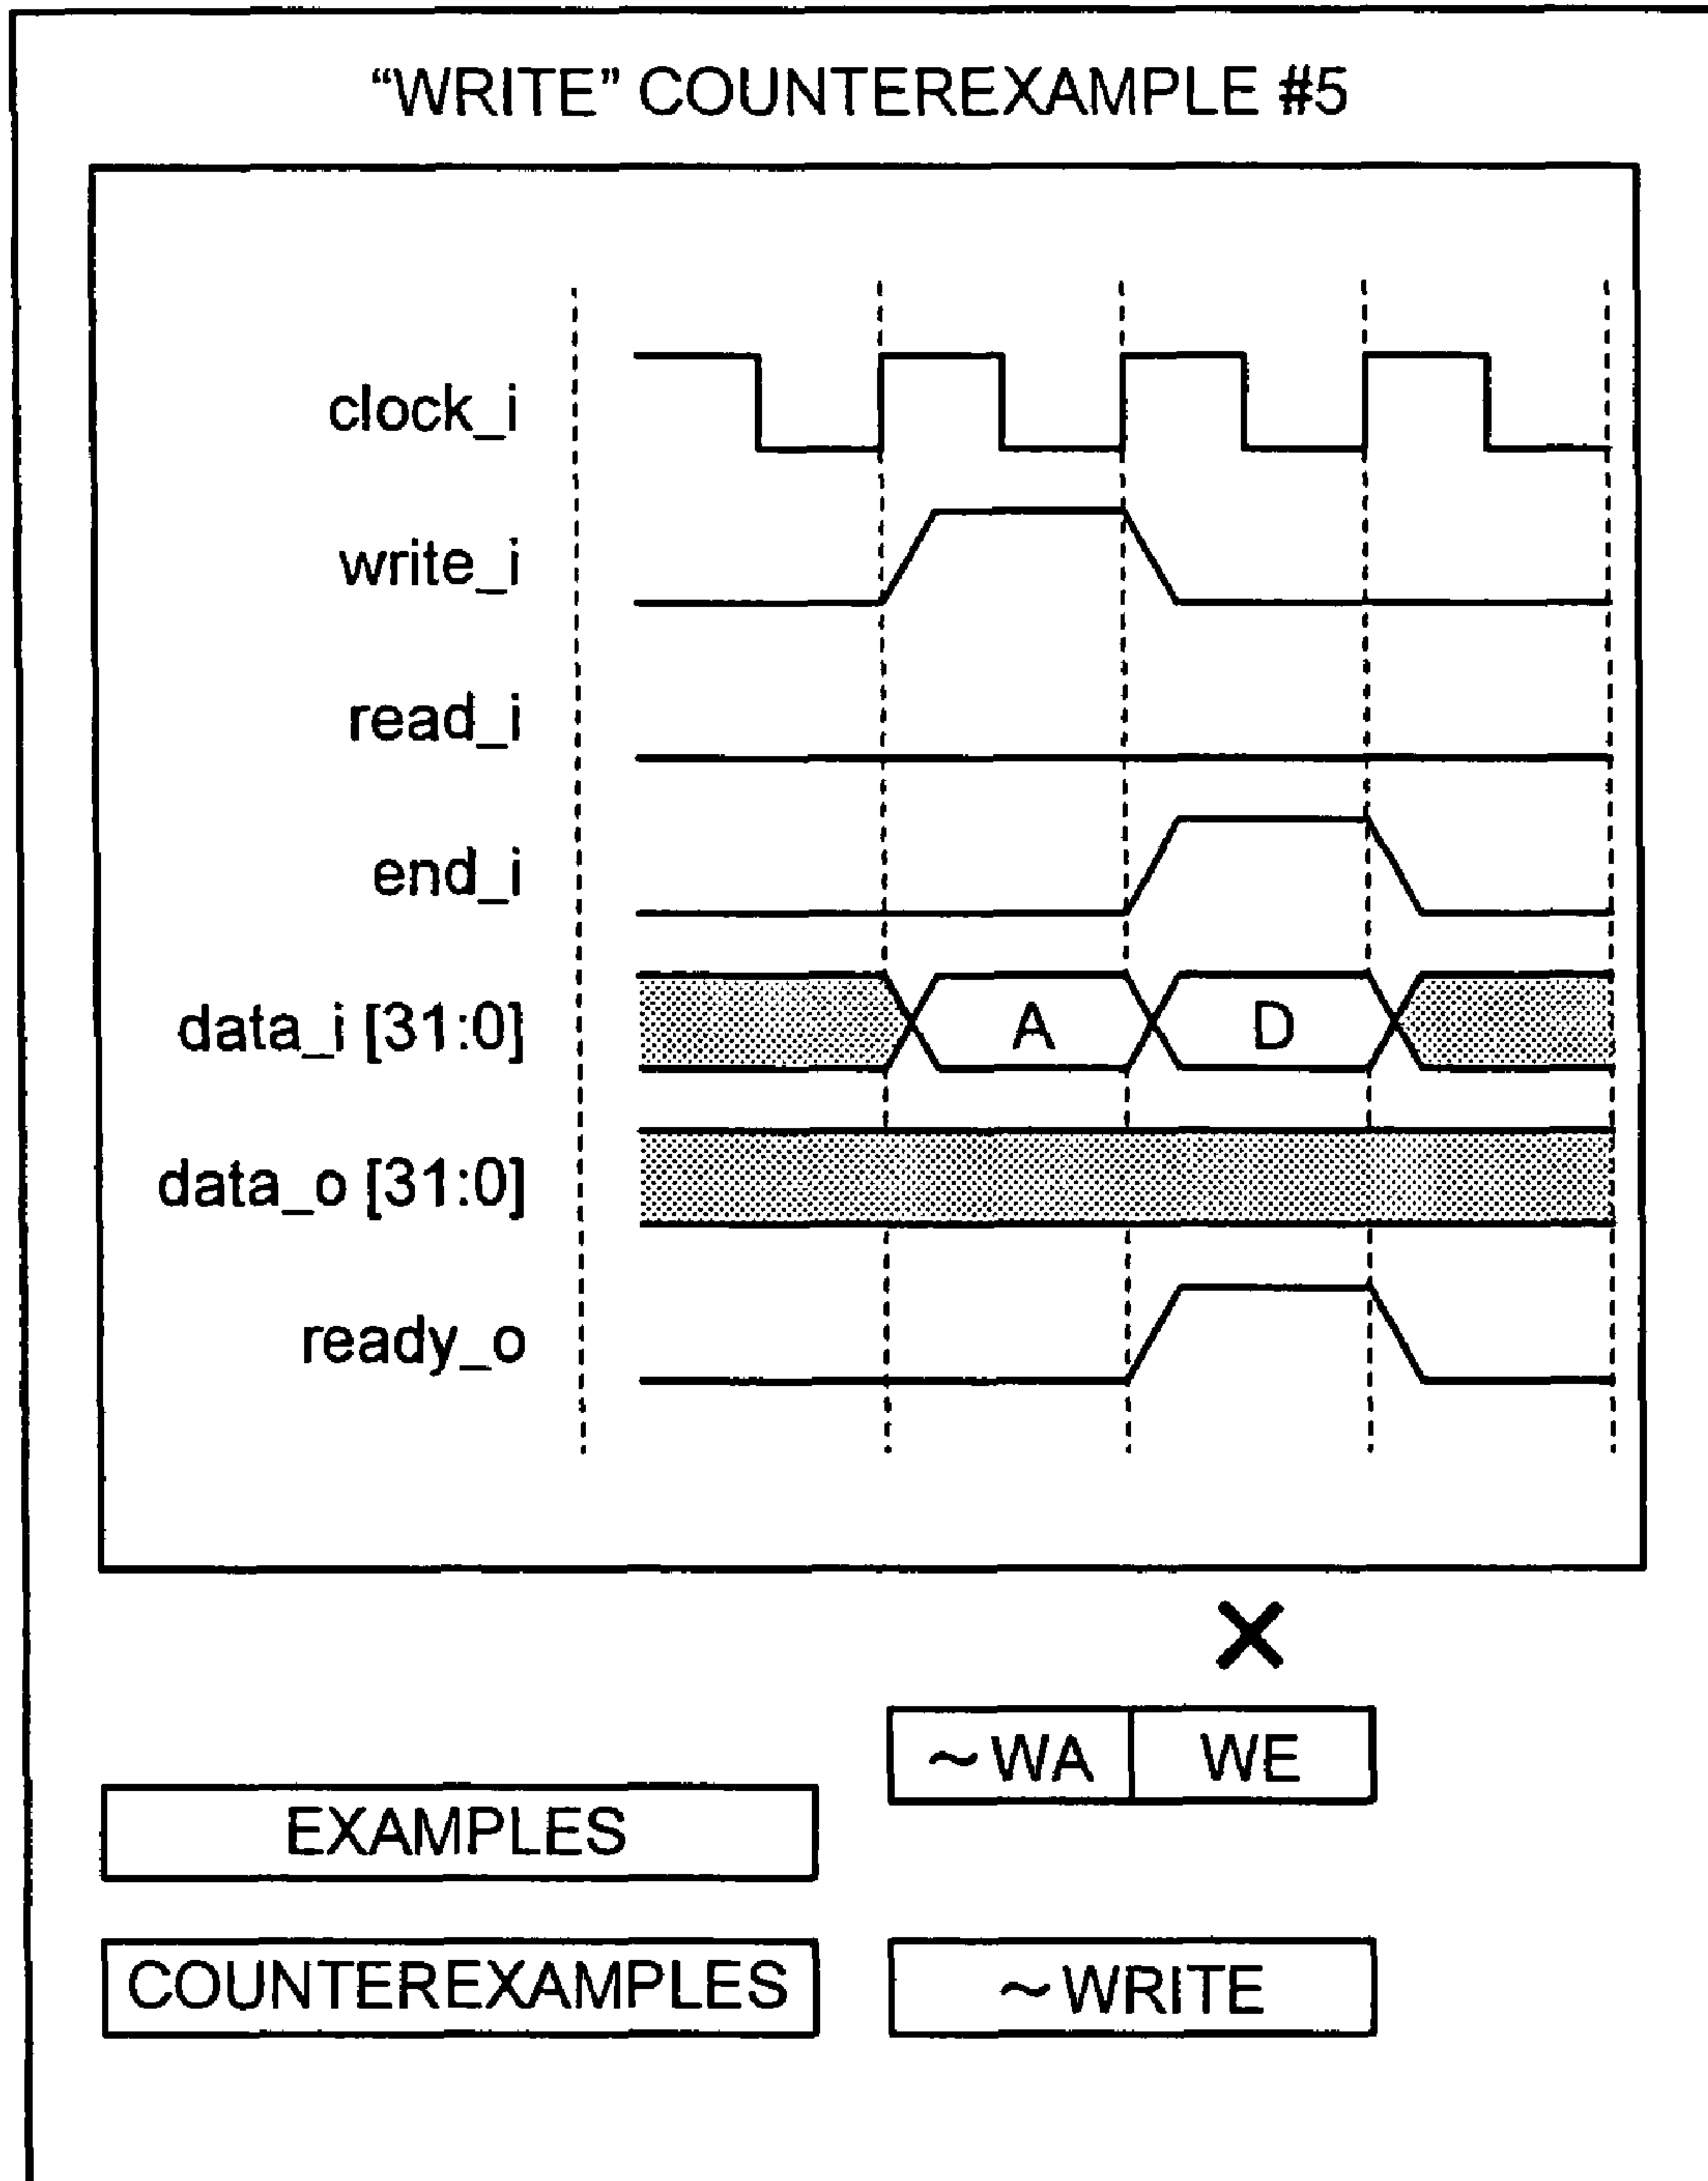 “WRITE” COUNTEREXAMPLE #5
clock_i
write_i
read_i
end_i
data_i [31:0]
A
D
data_o [31:0]
ready_o
×
~WA
WE
EXAMPLES
COUNTEREXAMPLES
~WRITE